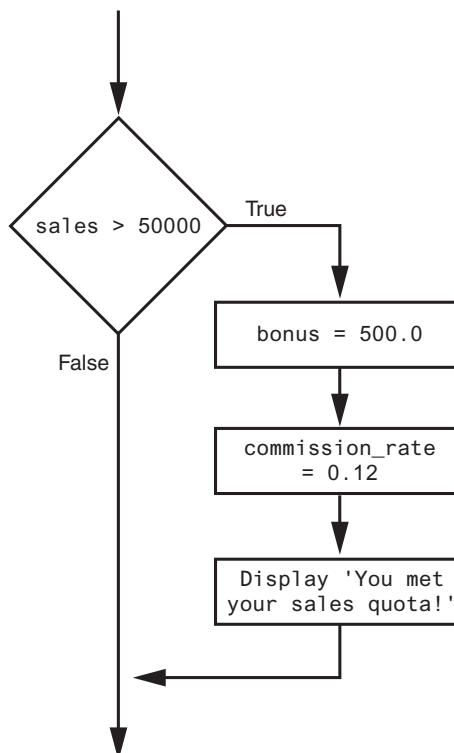 sales > 50000
True
False
bonus = 500.0
commission_rate
= 0.12
Display 'You met
your sales quota!'